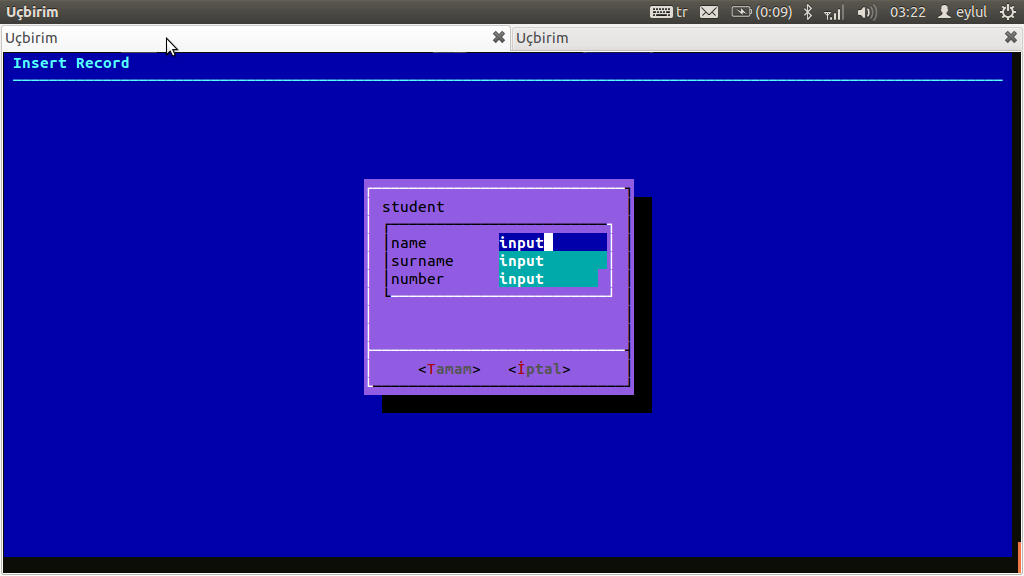 Uçbirim tr (0:09) 03:22 eylul
Uçbirim Uçbirim
Insert Record
student
name input
surname input
number input
<Tamam> <İptal>